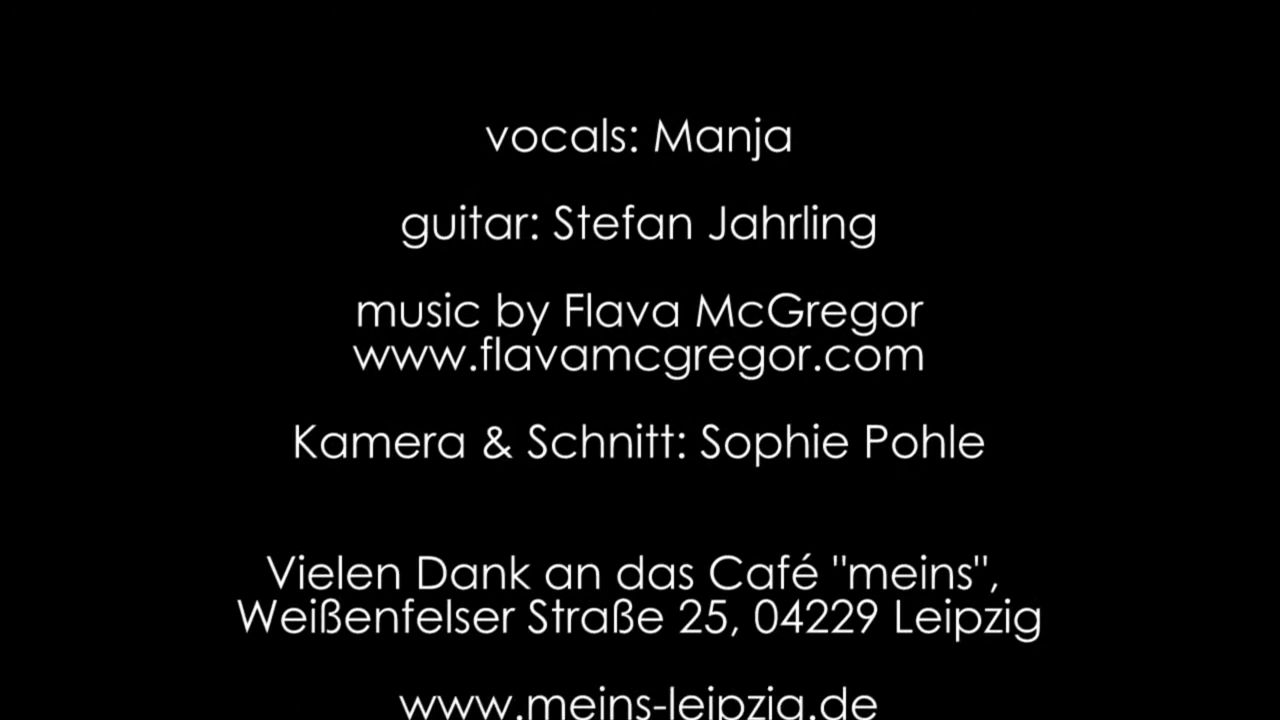 vocals: Manja
guitar: Stefan Jahrling
music by Flava McGregor
www.flavamcgregor.com
Kamera & Schnitt: Sophie Pohle
Vielen Dank an das Café "meins",
Weißenfelser Straße 25, 04229 Leipzig
www.meins-leipzig.de